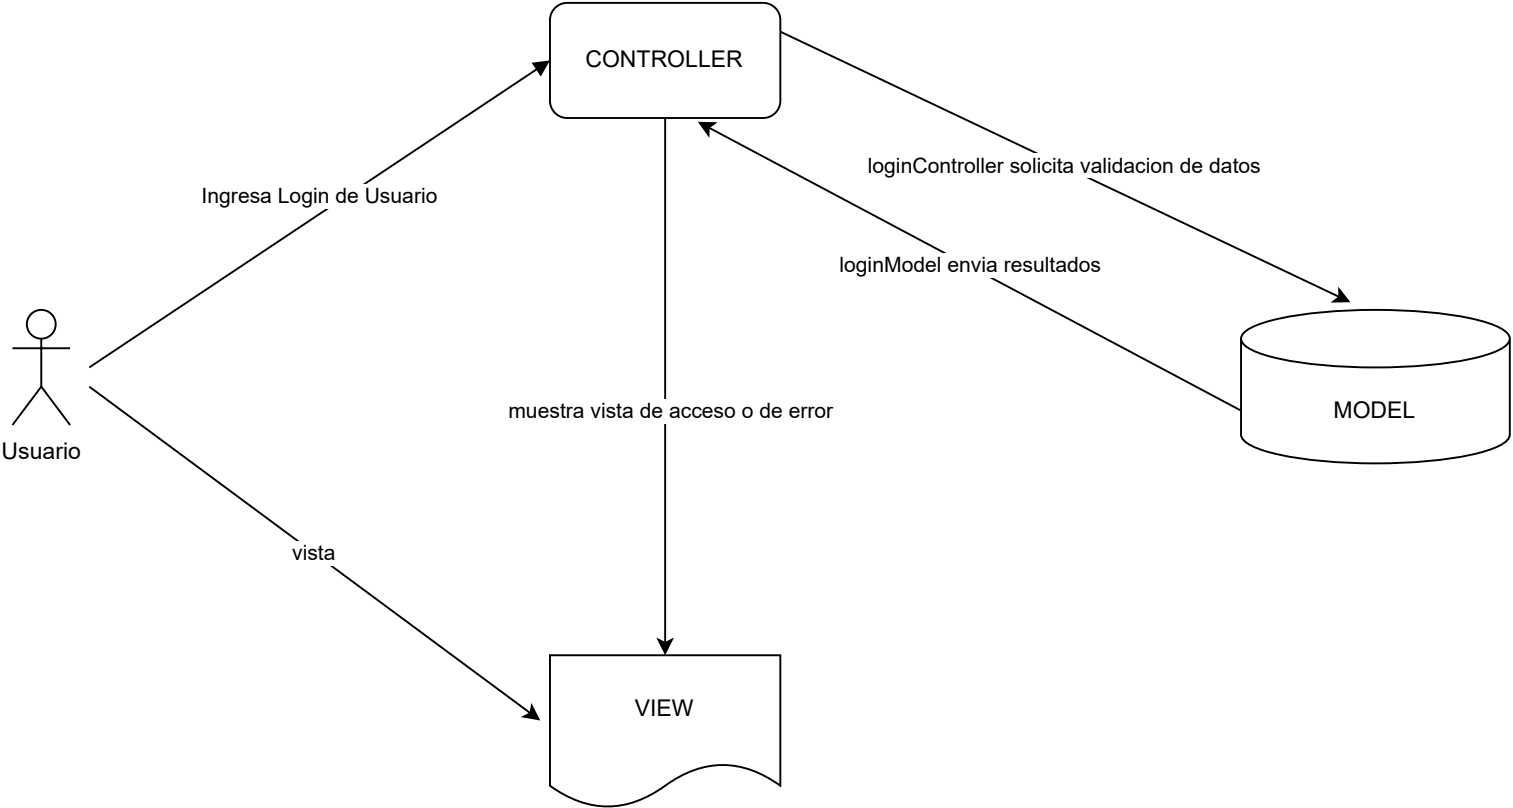 CONTROLLER
loginController solicita validacion de datos
Ingresa Login de Usuario
loginModel envia resultados
muestra vista de acceso o de error
MODEL
Usuario
vista
VIEW